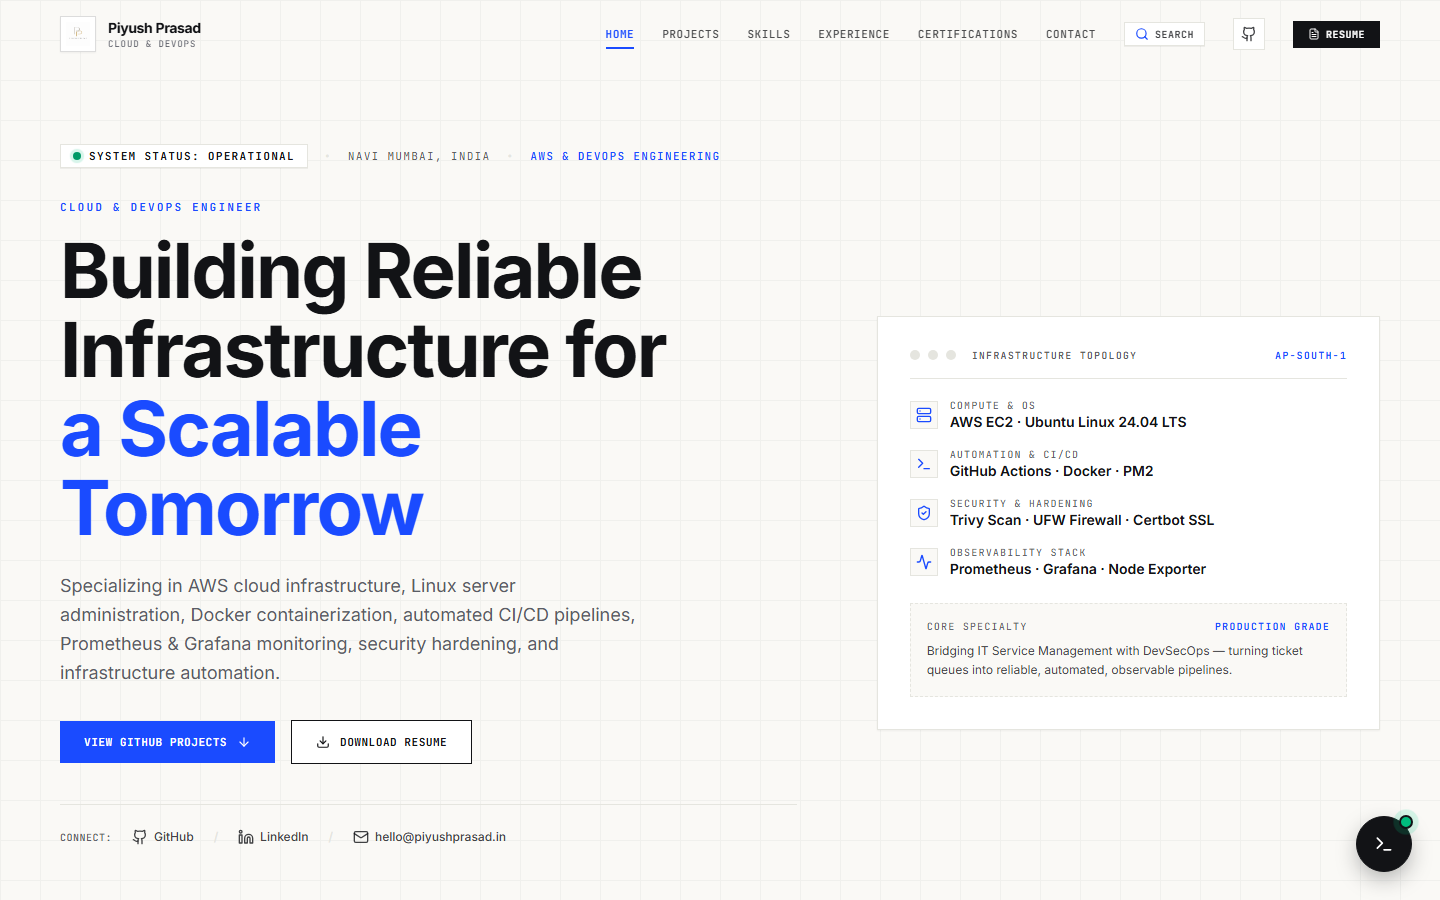 Piyush Prasad
CLOUD & DEVOPS
HOME
PROJECTS
SKILLS
EXPERIENCE
CERTIFICATIONS
CONTACT
SEARCH
RESUME
SYSTEM STATUS: OPERATIONAL
NAVI MUMBAI, INDIA
AWS & DEVOPS ENGINEERING
CLOUD & DEVOPS ENGINEER
Building Reliable
Infrastructure for
a Scalable
Tomorrow
Specializing in AWS cloud infrastructure, Linux server
administration, Docker containerization, automated CI/CD pipelines,
Prometheus & Grafana monitoring, security hardening, and
infrastructure automation.
VIEW GITHUB PROJECTS
DOWNLOAD RESUME
CONNECT:
GitHub
/
LinkedIn
/
hello@piyushprasad.in
INFRASTRUCTURE TOPOLOGY
AP-SOUTH-1
COMPUTE & OS
AWS EC2 · Ubuntu Linux 24.04 LTS
AUTOMATION & CI/CD
GitHub Actions · Docker · PM2
SECURITY & HARDENING
Trivy Scan · UFW Firewall · Certbot SSL
OBSERVABILITY STACK
Prometheus · Grafana · Node Exporter
CORE SPECIALTY
PRODUCTION GRADE
Bridging IT Service Management with DevSecOps — turning ticket
queues into reliable, automated, observable pipelines.